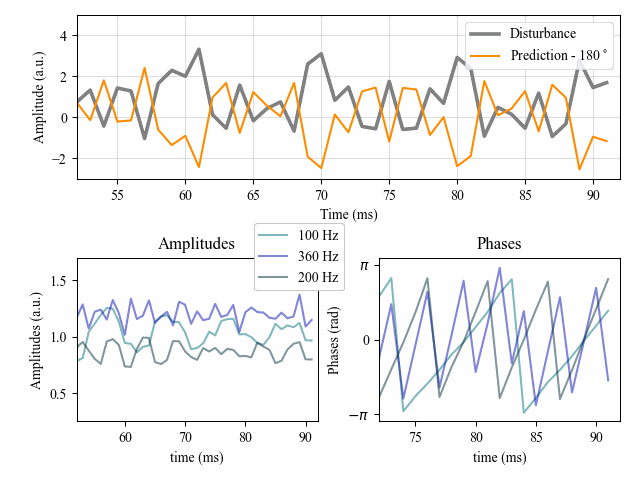 Amplitude (a.u.)
4
2
0
−2
Disturbance
Prediction - 180°
55
60
65
70
75
80
85
90
Time (ms)
Amplitudes
100 Hz
360 Hz
200 Hz
Phases
Amplitudes (a.u.)
1.5
1.0
0.5
60
70
80
90
time (ms)
Phases (rad)
π
0
−π
75
80
85
90
time (ms)